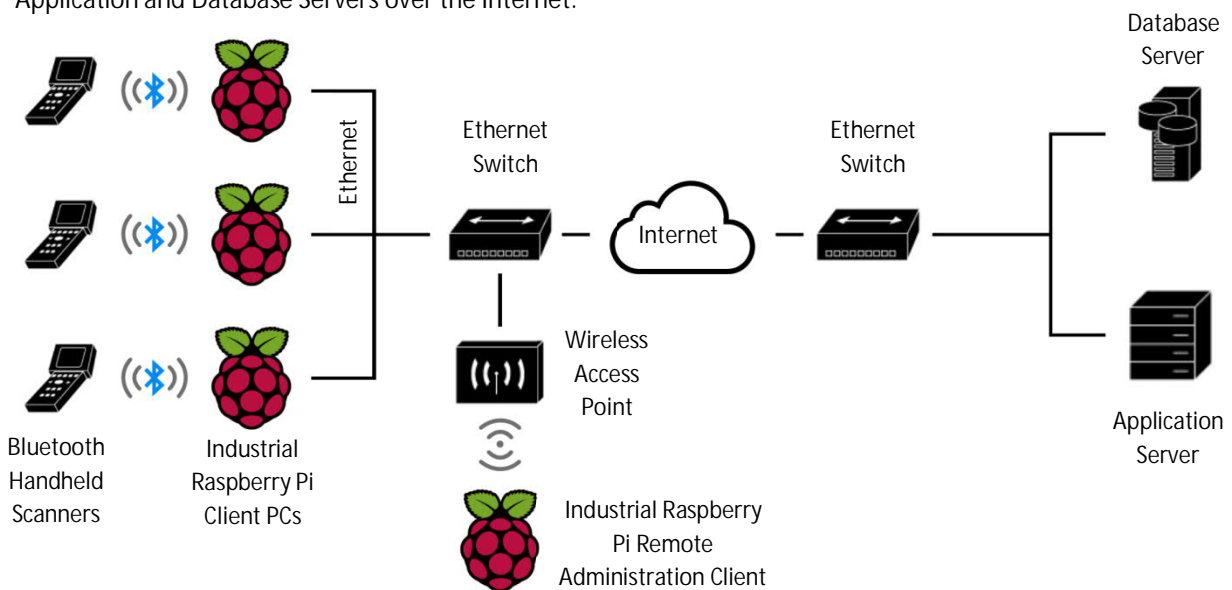 Application and Database Servers over the Internet.
Database
Server
Ethernet
Ethernet
Switch
Ethernet
Switch
Internet
Wireless
Access
Point
Application
Server
Bluetooth
Handheld
Scanners
Industrial
Raspberry Pi
Client PCs
Industrial Raspberry
Pi Remote
Administration Client